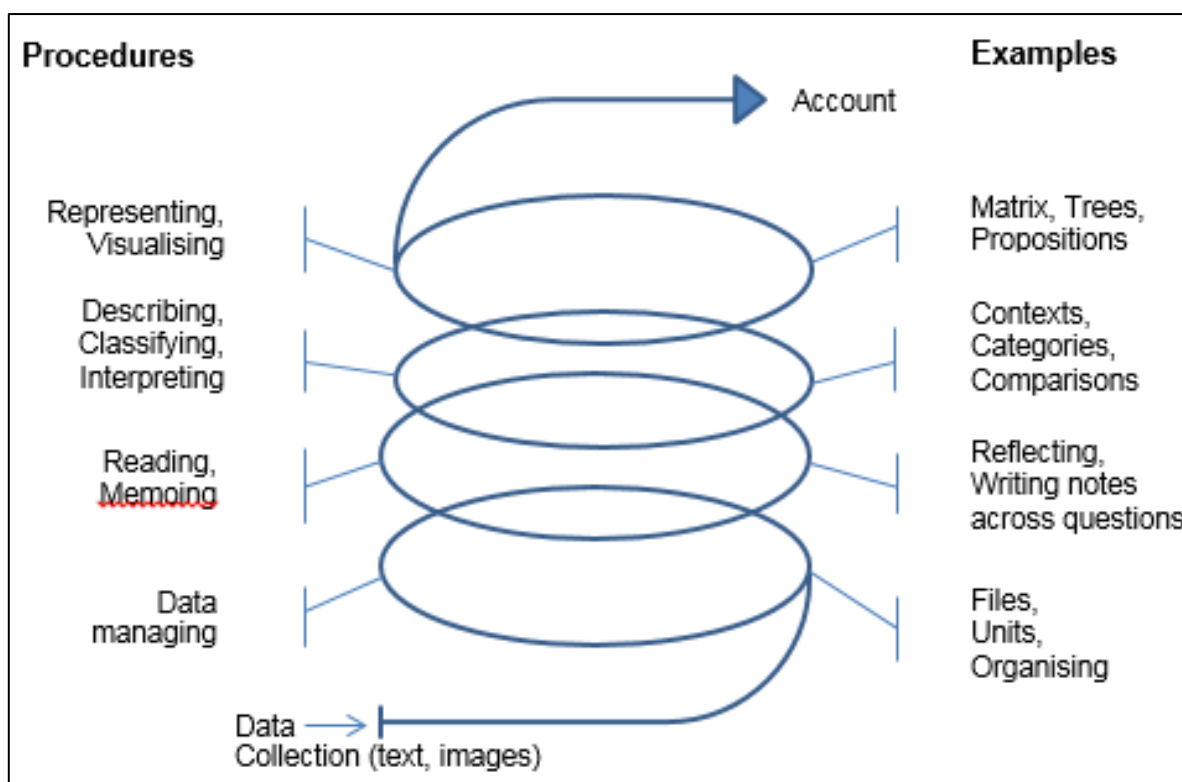 Procedures
Examples
Account
Representing,
Visualising
Matrix, Trees,
Propositions
Describing,
Classifying,
Interpreting
Contexts,
Categories,
Comparisons
Reading,
Memoing
Reflecting,
Writing notes
across questions
Data
managing
Files,
Units,
Organising
Data
Collection (text, images)